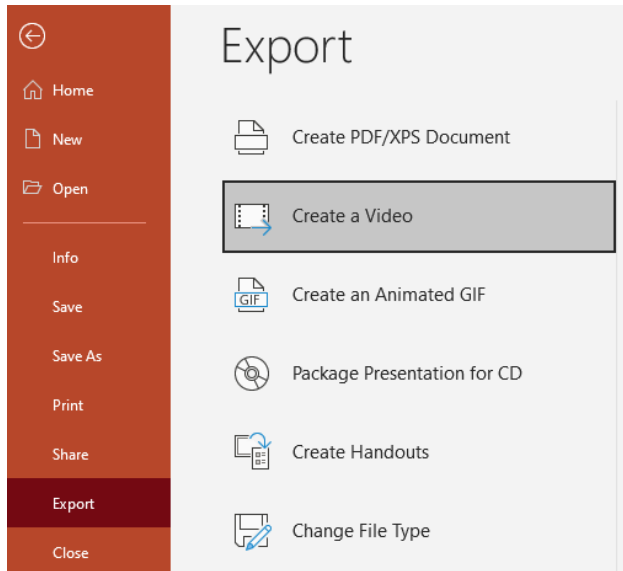 Export
Home
New
Open
Info
Save
Save As
Print
Share
Export
Close
Create PDF/XPS Document
Create a Video
GIF
Create an Animated GIF
Package Presentation for CD
Create Handouts
Change File Type